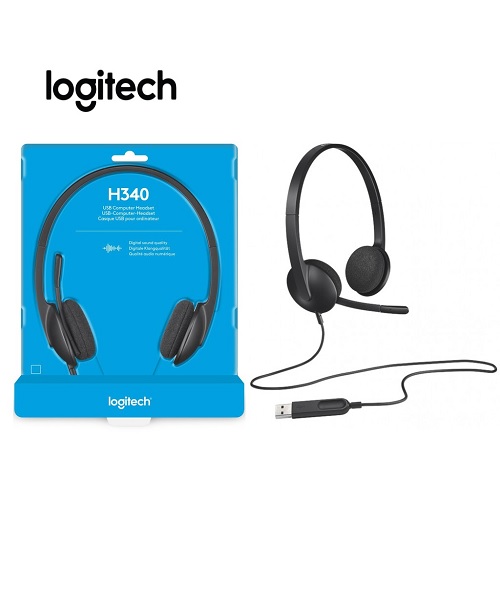 logitech
H340
USB Computer Headset
USB-Computer-Headset
Casque USB pour ordinateur
Digital sound quality
Digitale Klangqualität
Qualité audio numérique
logitech